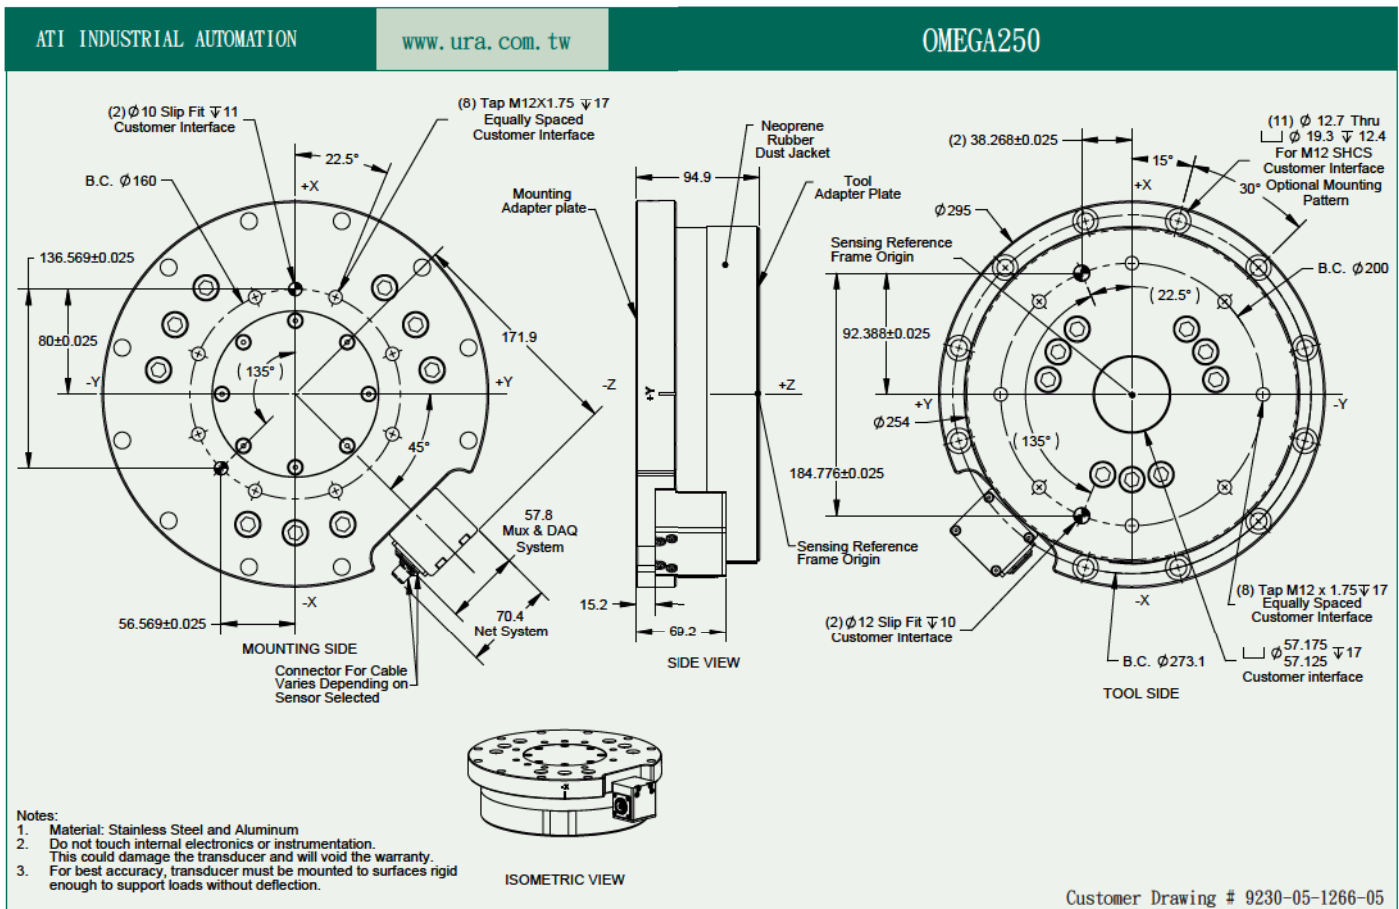 ATI INDUSTRIAL AUTOMATION
www.ura.com.tw
OMEGA250
(2) Ø10 Slip Fit ↧11
Customer Interface
(8) Tap M12X1.75 ↧17
Equally Spaced
Customer Interface
22.5°
+X
B.C. Ø160
136.569±0.025
80±0.025
(135°)
-Y
+Y
171.9
45°
57.8
Mux & DAQ
System
70.4
Net System
-X
56.569±0.025
MOUNTING SIDE
Connector For Cable
Varies Depending on
Sensor Selected
Neoprene
Rubber
Dust Jacket
94.9
Mounting
Adapter plate
Tool
Adapter Plate
-Z
+Y
+Z
Sensing Reference
Frame Origin
15.2
69.2
SIDE VIEW
(2) 38.268±0.025
(11) Ø 12.7 Thru
⌴ Ø 19.3 ↧ 12.4
For M12 SHCS
Customer Interface
Optional Mounting
Pattern
15°
30°
+X
Ø295
Sensing Reference
Frame Origin
B.C. Ø200
(22.5°)
92.388±0.025
+Y
-Y
Ø254
(135°)
184.776±0.025
(2) Ø12 Slip Fit ↧10
Customer Interface
-X
B.C. Ø273.1
(8) Tap M12 x 1.75↧17
Equally Spaced
Customer Interface
⌴ Ø 57.175
57.125 ↧17
Customer interface
TOOL SIDE
-X
ISOMETRIC VIEW
Notes:
1. Material: Stainless Steel and Aluminum
2. Do not touch internal electronics or instrumentation.
This could damage the transducer and will void the warranty.
3. For best accuracy, transducer must be mounted to surfaces rigid
enough to support loads without deflection.
Customer Drawing # 9230-05-1266-05